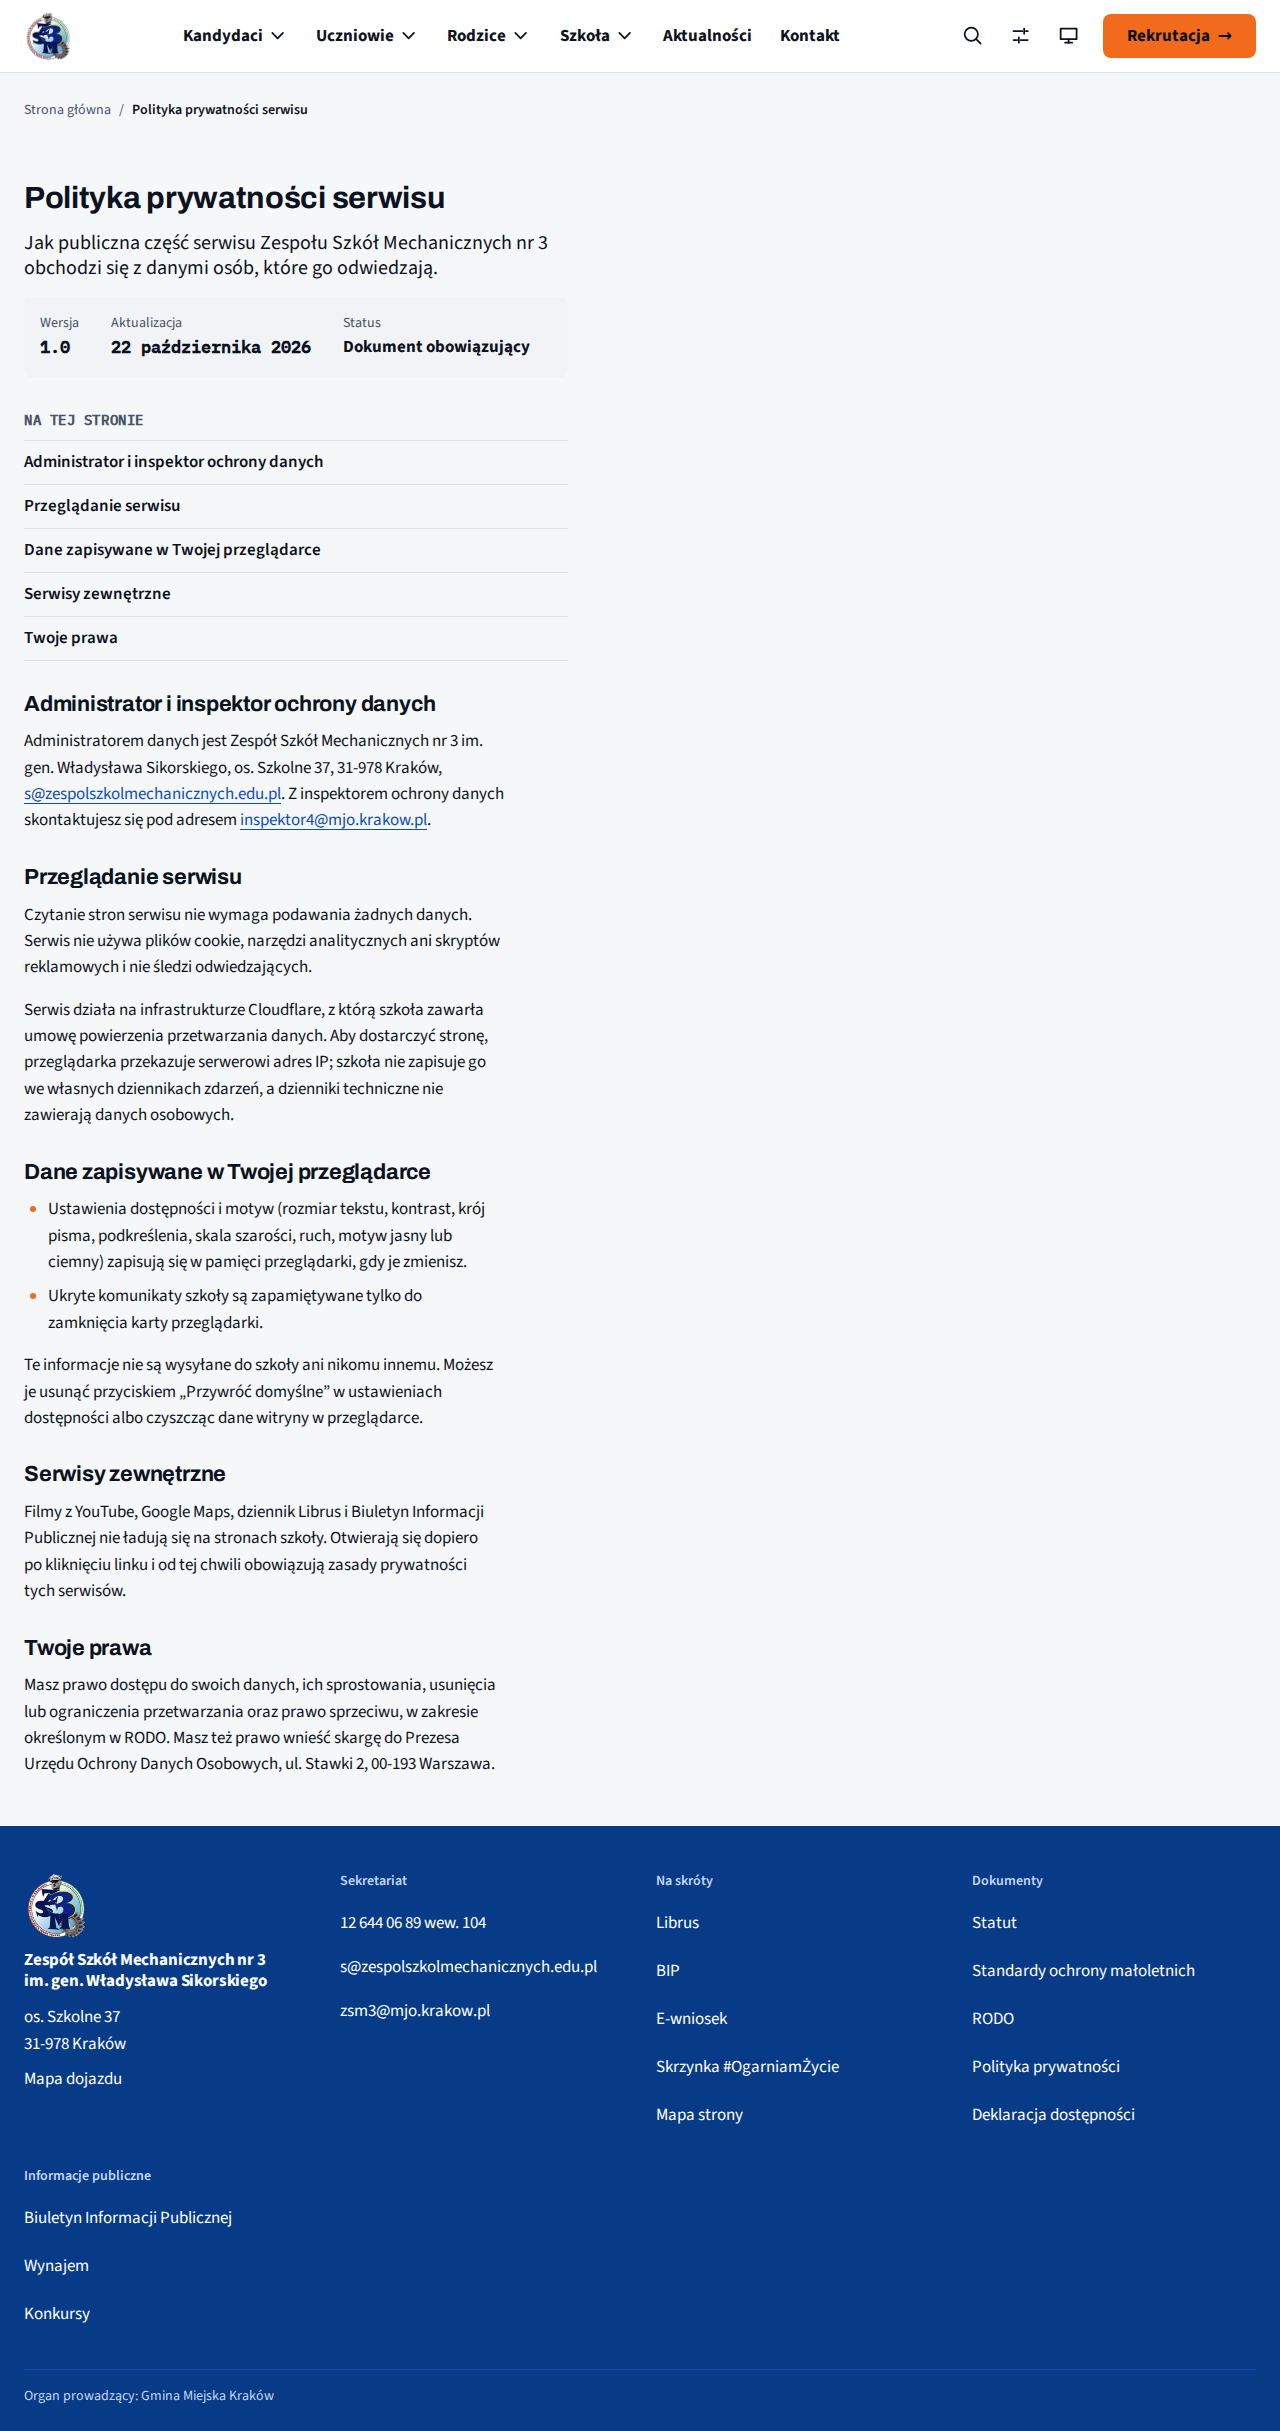 Kandydaci
Uczniowie
Rodzice
Szkoła
Aktualności
Kontakt
Rekrutacja →
Strona główna / Polityka prywatności serwisu
Polityka prywatności serwisu
Jak publiczna część serwisu Zespołu Szkół Mechanicznych nr 3
obchodzi się z danymi osób, które go odwiedzają.
Wersja
1.0
Aktualizacja
22 października 2026
Status
Dokument obowiązujący
NA TEJ STRONIE
Administrator i inspektor ochrony danych
Przeglądanie serwisu
Dane zapisywane w Twojej przeglądarce
Serwisy zewnętrzne
Twoje prawa
Administrator i inspektor ochrony danych
Administratorem danych jest Zespół Szkół Mechanicznych nr 3 im.
gen. Władysława Sikorskiego, os. Szkolne 37, 31-978 Kraków,
s@zespolszkolmechanicznych.edu.pl. Z inspektorem ochrony danych
skontaktujesz się pod adresem inspektor4@mjo.krakow.pl.
Przeglądanie serwisu
Czytanie stron serwisu nie wymaga podawania żadnych danych.
Serwis nie używa plików cookie, narzędzi analitycznych ani skryptów
reklamowych i nie śledzi odwiedzających.
Serwis działa na infrastrukturze Cloudflare, z którą szkoła zawarła
umowę powierzenia przetwarzania danych. Aby dostarczyć stronę,
przeglądarka przekazuje serwerowi adres IP; szkoła nie zapisuje go
we własnych dziennikach zdarzeń, a dzienniki techniczne nie
zawierają danych osobowych.
Dane zapisywane w Twojej przeglądarce
Ustawienia dostępności i motyw (rozmiar tekstu, kontrast, krój
pisma, podkreślenia, skala szarości, ruch, motyw jasny lub
ciemny) zapisują się w pamięci przeglądarki, gdy je zmienisz.
Ukryte komunikaty szkoły są zapamiętywane tylko do
zamknięcia karty przeglądarki.
Te informacje nie są wysyłane do szkoły ani nikomu innemu. Możesz
je usunąć przyciskiem „Przywróć domyślne” w ustawieniach
dostępności albo czyszcząc dane witryny w przeglądarce.
Serwisy zewnętrzne
Filmy z YouTube, Google Maps, dziennik Librus i Biuletyn Informacji
Publicznej nie ładują się na stronach szkoły. Otwierają się dopiero
po kliknięciu linku i od tej chwili obowiązują zasady prywatności
tych serwisów.
Twoje prawa
Masz prawo dostępu do swoich danych, ich sprostowania, usunięcia
lub ograniczenia przetwarzania oraz prawo sprzeciwu, w zakresie
określonym w RODO. Masz też prawo wnieść skargę do Prezesa
Urzędu Ochrony Danych Osobowych, ul. Stawki 2, 00-193 Warszawa.
Zespół Szkół Mechanicznych nr 3
im. gen. Władysława Sikorskiego
os. Szkolne 37
31-978 Kraków
Mapa dojazdu
Sekretariat
12 644 06 89 wew. 104
s@zespolszkolmechanicznych.edu.pl
zsm3@mjo.krakow.pl
Na skróty
Librus
BIP
E-wniosek
Skrzynka #OgarniamŻycie
Mapa strony
Dokumenty
Statut
Standardy ochrony małoletnich
RODO
Polityka prywatności
Deklaracja dostępności
Informacje publiczne
Biuletyn Informacji Publicznej
Wynajem
Konkursy
Organ prowadzący: Gmina Miejska Kraków